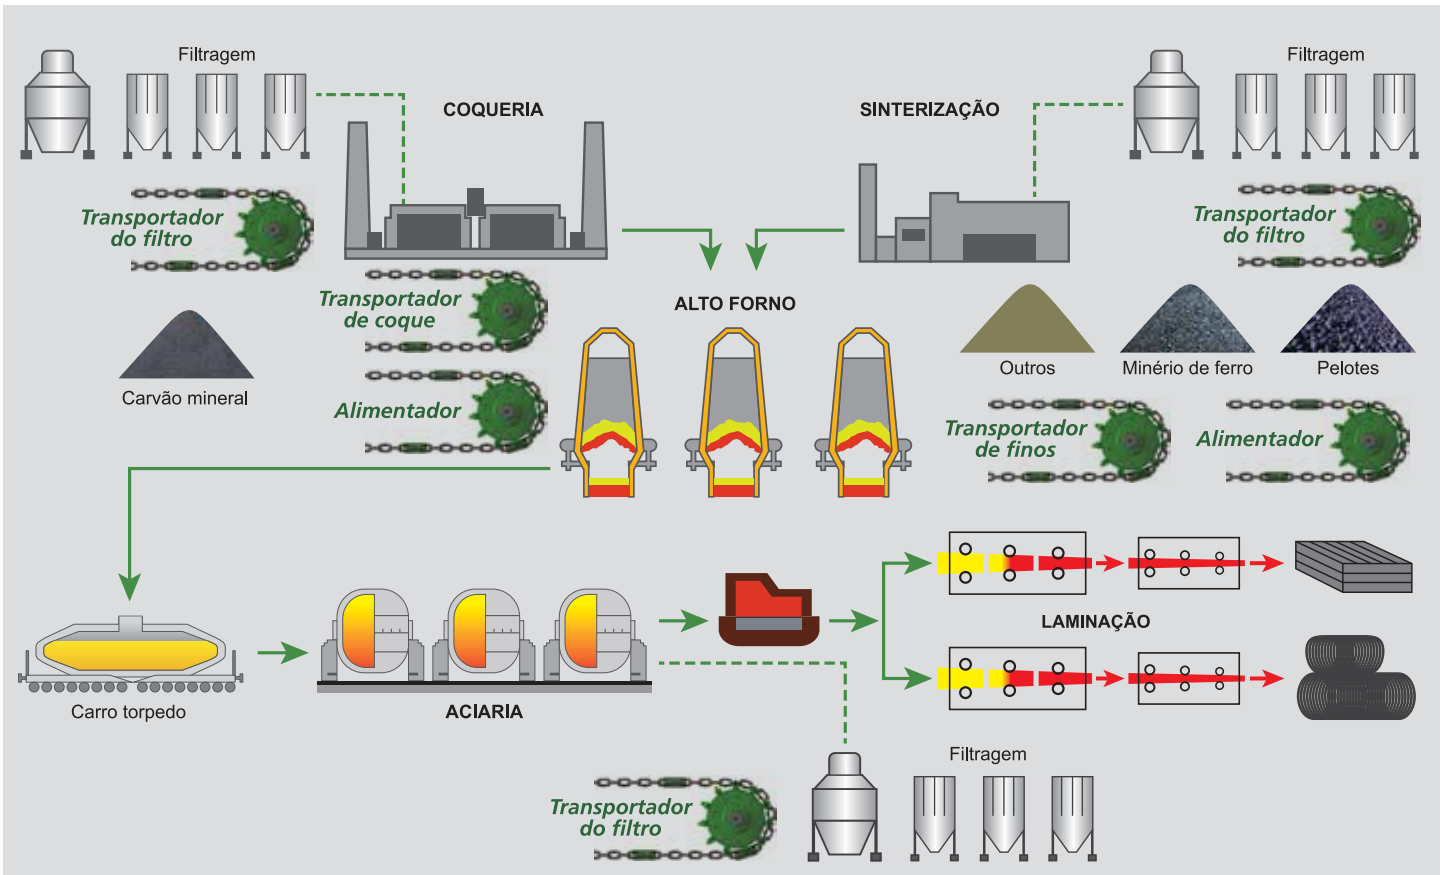 Filtragem
COQUERIA
SINTERIZAÇÃO
Filtragem
Transportador
do filtro
Transportador
do filtro
Transportador
de coque
ALTO FORNO
Carvão mineral
Outros
Minério de ferro
Pelotes
Alimentador
Transportador
de finos
Alimentador
LAMINAÇÃO
Carro torpedo
ACIARIA
Filtragem
Transportador
do filtro